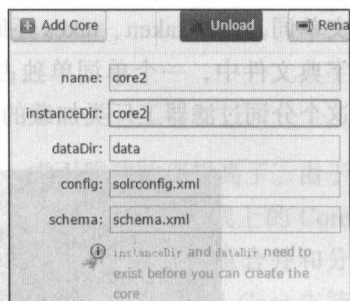 Add Core
Unload
Rena
name: core2
instanceDir: core2
dataDir: data
config: solrconfig.xml
schema: schema.xml
instanceDir and dataDir need to
exist before you can create the
core